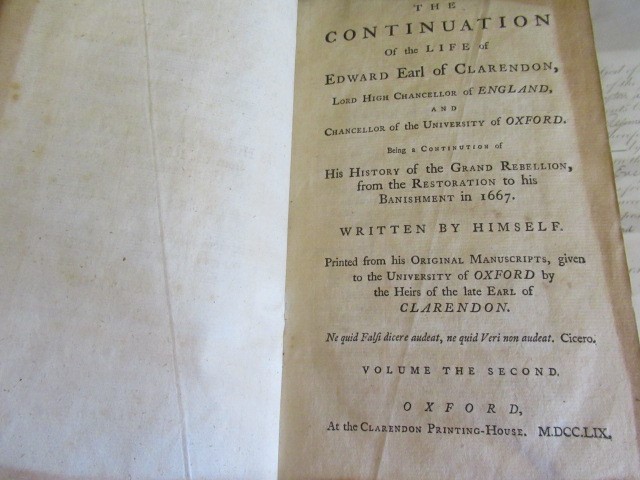 THE
CONTINUATION
Of the LIFE of
EDWARD Earl of CLARENDON,
LORD HIGH CHANCELLOR of ENGLAND,
AND
CHANCELLOR of the UNIVERSITY of OXFORD.
Being a CONTINUATION of
His HISTORY of the GRAND REBELLION,
from the RESTORATION to his
BANISHMENT in 1667.
WRITTEN BY HIMSELF.
Printed from his ORIGINAL MANUSCRIPTS, given
to the UNIVERSITY of OXFORD by
the Heirs of the late EARL of
CLARENDON.
Ne quid Falſi dicere audeat, ne quid Veri non audeat. Cicero.
VOLUME THE SECOND.
OXFORD,
At the CLARENDON PRINTING-HOUSE. M.DCC.LIX.